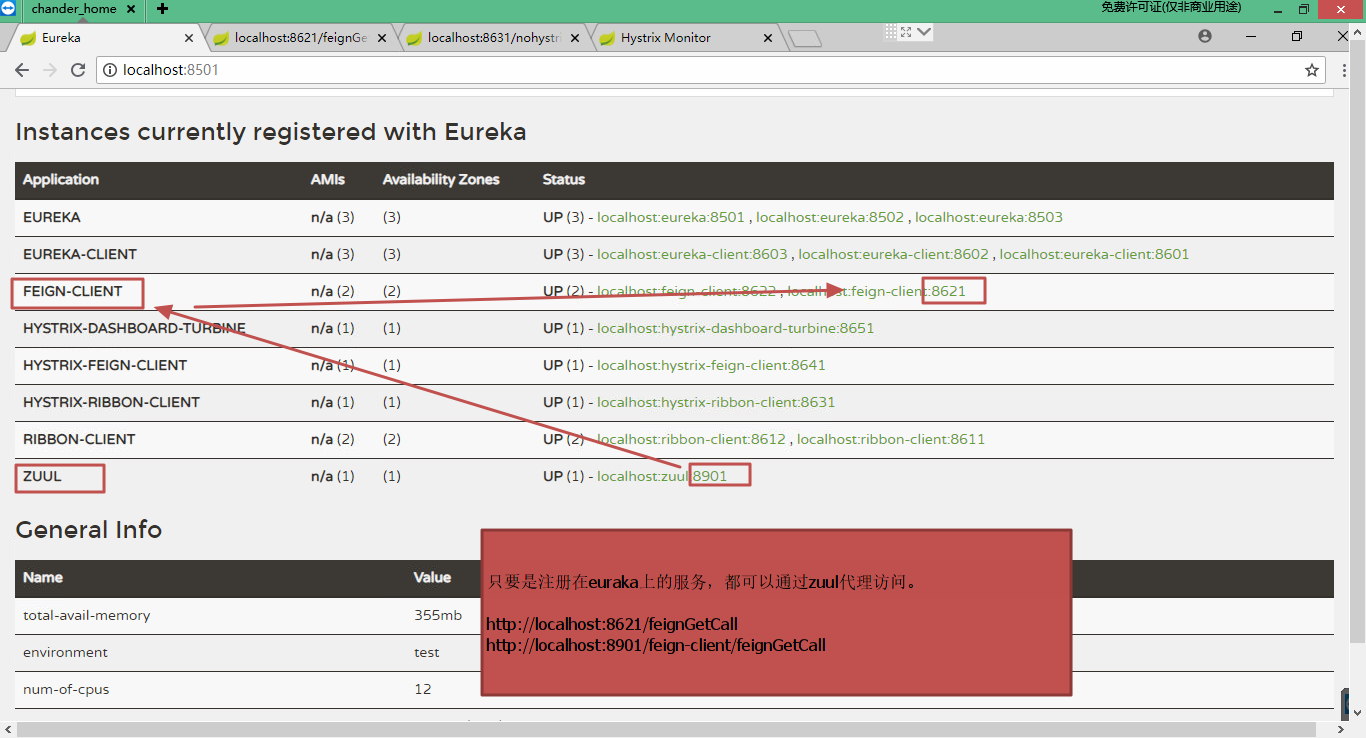 chander_home
免费许可证(仅非商业用途)
Eureka
localhost:8621/feignGe
localhost:8631/nohystri
Hystrix Monitor
localhost:8501
Instances currently registered with Eureka
Application AMIs Availability Zones Status
EUREKA n/a (3) (3) UP (3) - localhost:eureka:8501 , localhost:eureka:8502 , localhost:eureka:8503
EUREKA-CLIENT n/a (3) (3) UP (3) - localhost:eureka-client:8603 , localhost:eureka-client:8602 , localhost:eureka-client:8601
FEIGN-CLIENT n/a (2) (2) UP (2) - localhost:feign-client:8622 , localhost:feign-client:8621
HYSTRIX-DASHBOARD-TURBINE n/a (1) (1) UP (1) - localhost:hystrix-dashboard-turbine:8651
HYSTRIX-FEIGN-CLIENT n/a (1) (1) UP (1) - localhost:hystrix-feign-client:8641
HYSTRIX-RIBBON-CLIENT n/a (1) (1) UP (1) - localhost:hystrix-ribbon-client:8631
RIBBON-CLIENT n/a (2) (2) UP (2) - localhost:ribbon-client:8612 , localhost:ribbon-client:8611
ZUUL n/a (1) (1) UP (1) - localhost:zuul:8901
General Info
Name Value
total-avail-memory 355mb
environment test
num-of-cpus 12
只要是注册在euraka上的服务，都可以通过zuul代理访问。
http://localhost:8621/feignGetCall
http://localhost:8901/feign-client/feignGetCall